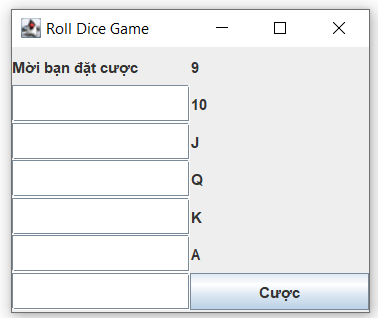 Roll Dice Game
Mời bạn đặt cược 9
10
J
Q
K
A
Cược